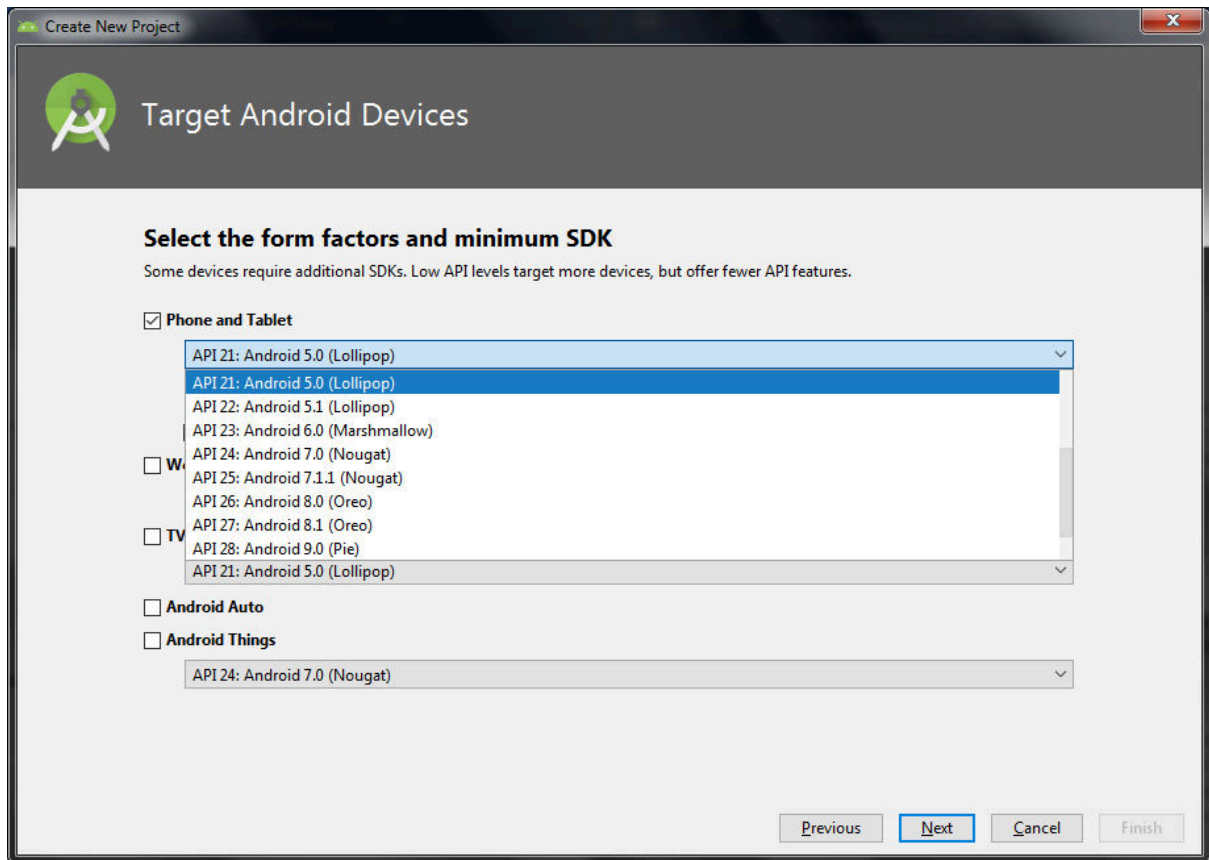 Create New Project
Target Android Devices
Select the form factors and minimum SDK
Some devices require additional SDKs. Low API levels target more devices, but offer fewer API features.
Phone and Tablet
API 21: Android 5.0 (Lollipop)
API 21: Android 5.0 (Lollipop)
API 22: Android 5.1 (Lollipop)
API 23: Android 6.0 (Marshmallow)
API 24: Android 7.0 (Nougat)
API 25: Android 7.1.1 (Nougat)
API 26: Android 8.0 (Oreo)
API 27: Android 8.1 (Oreo)
TV
API 28: Android 9.0 (Pie)
API 21: Android 5.0 (Lollipop)
Android Auto
Android Things
API 24: Android 7.0 (Nougat)
Previous Next Cancel Finish